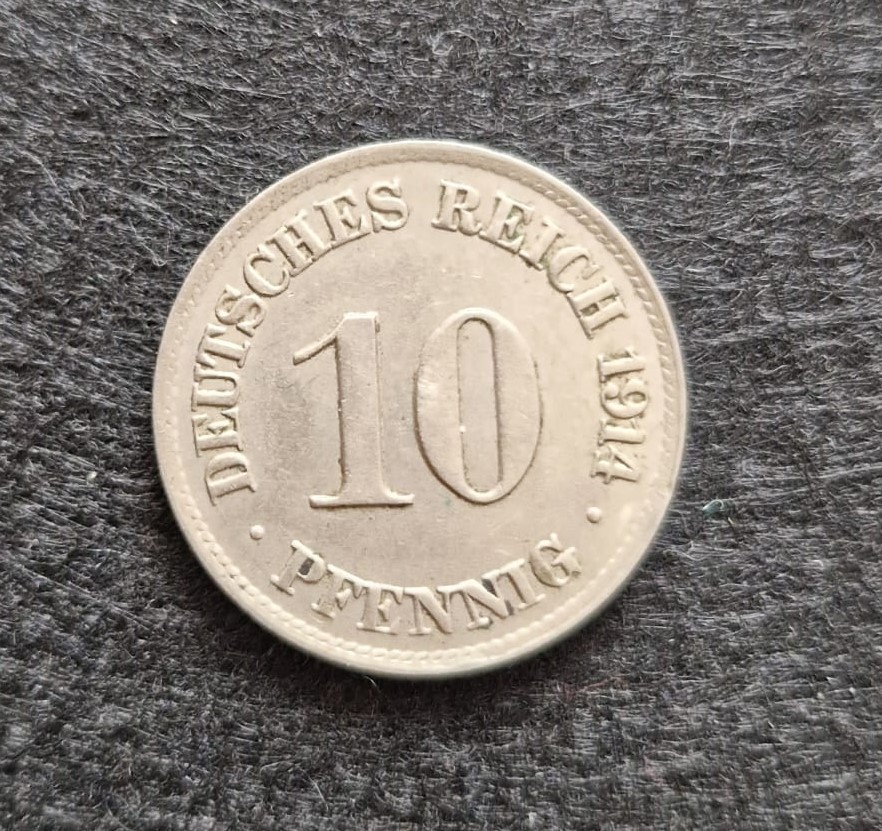 DEUTSCHES REICH 1914
10
· PFENNIG ·